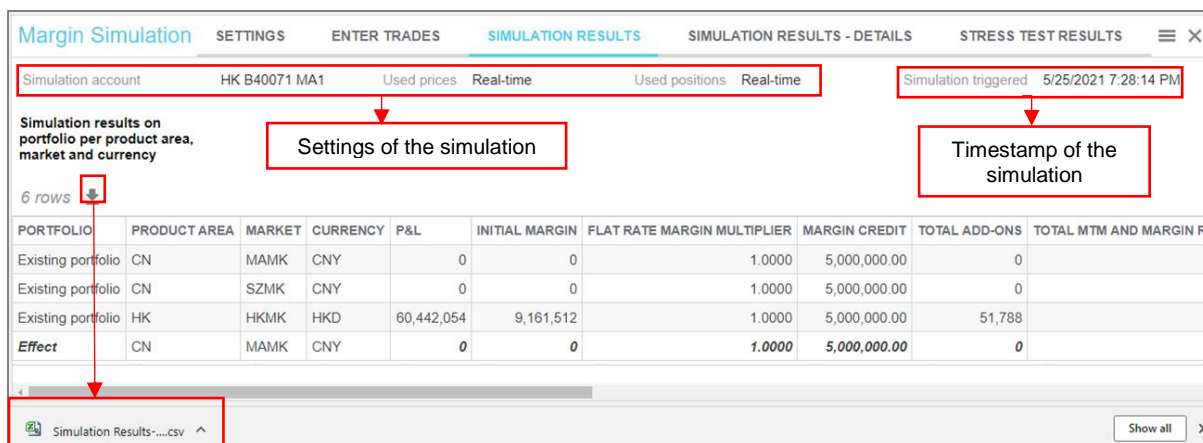 Margin Simulation SETTINGS ENTER TRADES SIMULATION RESULTS SIMULATION RESULTS - DETAILS STRESS TEST RESULTS
Simulation account HK B40071 MA1 Used prices Real-time Used positions Real-time Simulation triggered 5/25/2021 7:28:14 PM
Simulation results on
portfolio per product area,
market and currency
Settings of the simulation
Timestamp of the
simulation
6 rows
PORTFOLIO PRODUCT AREA MARKET CURRENCY P&L INITIAL MARGIN FLAT RATE MARGIN MULTIPLIER MARGIN CREDIT TOTAL ADD-ONS TOTAL MTM AND MARGIN R
Existing portfolio CN MAMK CNY 0 0 1.0000 5,000,000.00 0
Existing portfolio CN SZMK CNY 0 0 1.0000 5,000,000.00 0
Existing portfolio HK HKMK HKD 60,442,054 9,161,512 1.0000 5,000,000.00 51,788
Effect CN MAMK CNY 0 0 1.0000 5,000,000.00 0
Simulation Results-....csv Show all